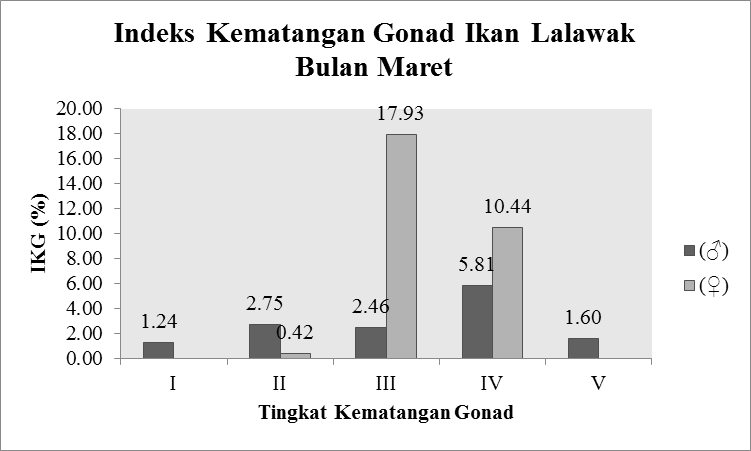 Indeks Kematangan Gonad Ikan Lalawak
Bulan Maret
IKG (%)
20.00
18.00
16.00
14.00
12.00
10.00
8.00
6.00
4.00
2.00
0.00
1.24
2.75
0.42
2.46
17.93
5.81
10.44
1.60
I
II
III
IV
V
Tingkat Kematangan Gonad
(♂)
(♀)